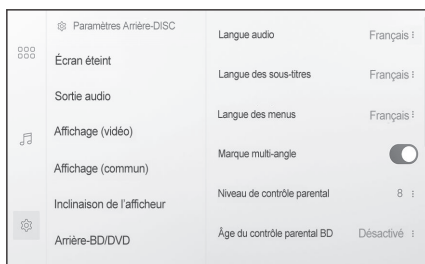 Paramètres Arrière-DISC
Écran éteint
Sortie audio
Affichage (vidéo)
Affichage (commun)
Inclinaison de l'afficheur
Arrière-BD/DVD
Langue audio Français
Langue des sous-titres Français
Langue des menus Français
Marque multi-angle
Niveau de contrôle parental 8
Âge du contrôle parental BD Désactivé